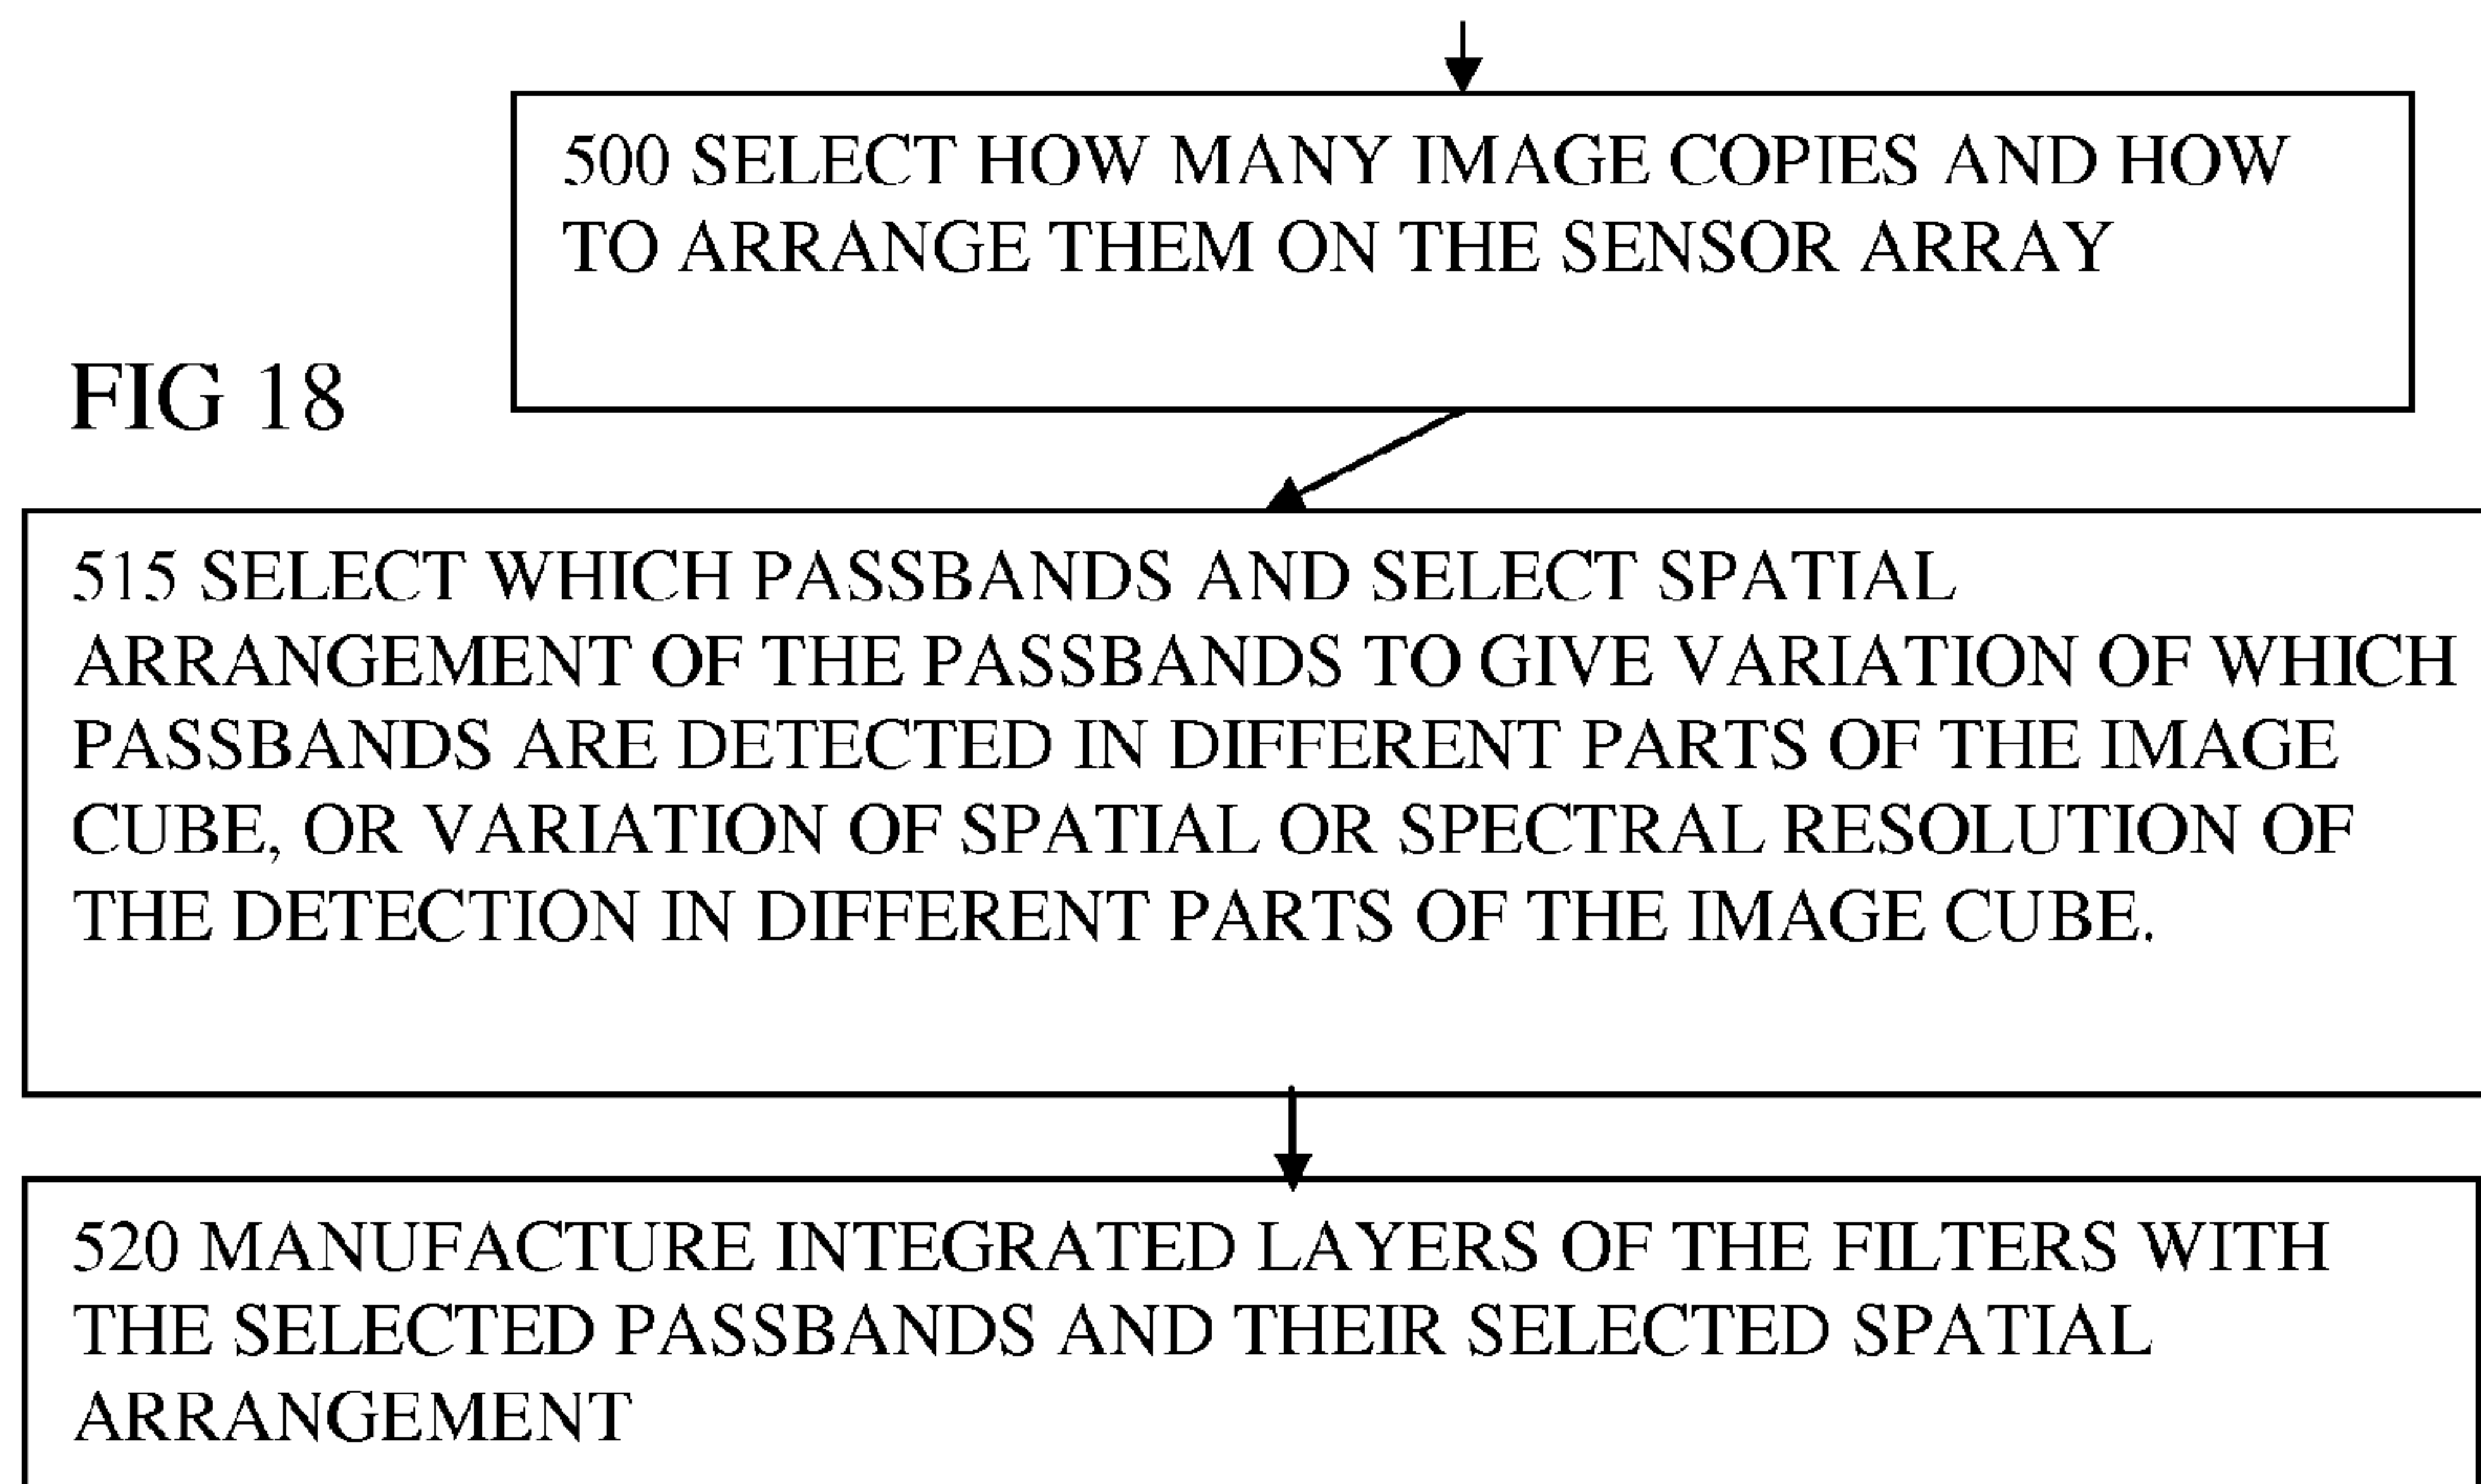 500 SELECT HOW MANY IMAGE COPIES AND HOW
TO ARRANGE THEM ON THE SENSOR ARRAY
FIG 18
515 SELECT WHICH PASSBANDS AND SELECT SPATIAL
ARRANGEMENT OF THE PASSBANDS TO GIVE VARIATION OF WHICH
PASSBANDS ARE DETECTED IN DIFFERENT PARTS OF THE IMAGE
CUBE, OR VARIATION OF SPATIAL OR SPECTRAL RESOLUTION OF
THE DETECTION IN DIFFERENT PARTS OF THE IMAGE CUBE.
520 MANUFACTURE INTEGRATED LAYERS OF THE FILTERS WITH
THE SELECTED PASSBANDS AND THEIR SELECTED SPATIAL
ARRANGEMENT